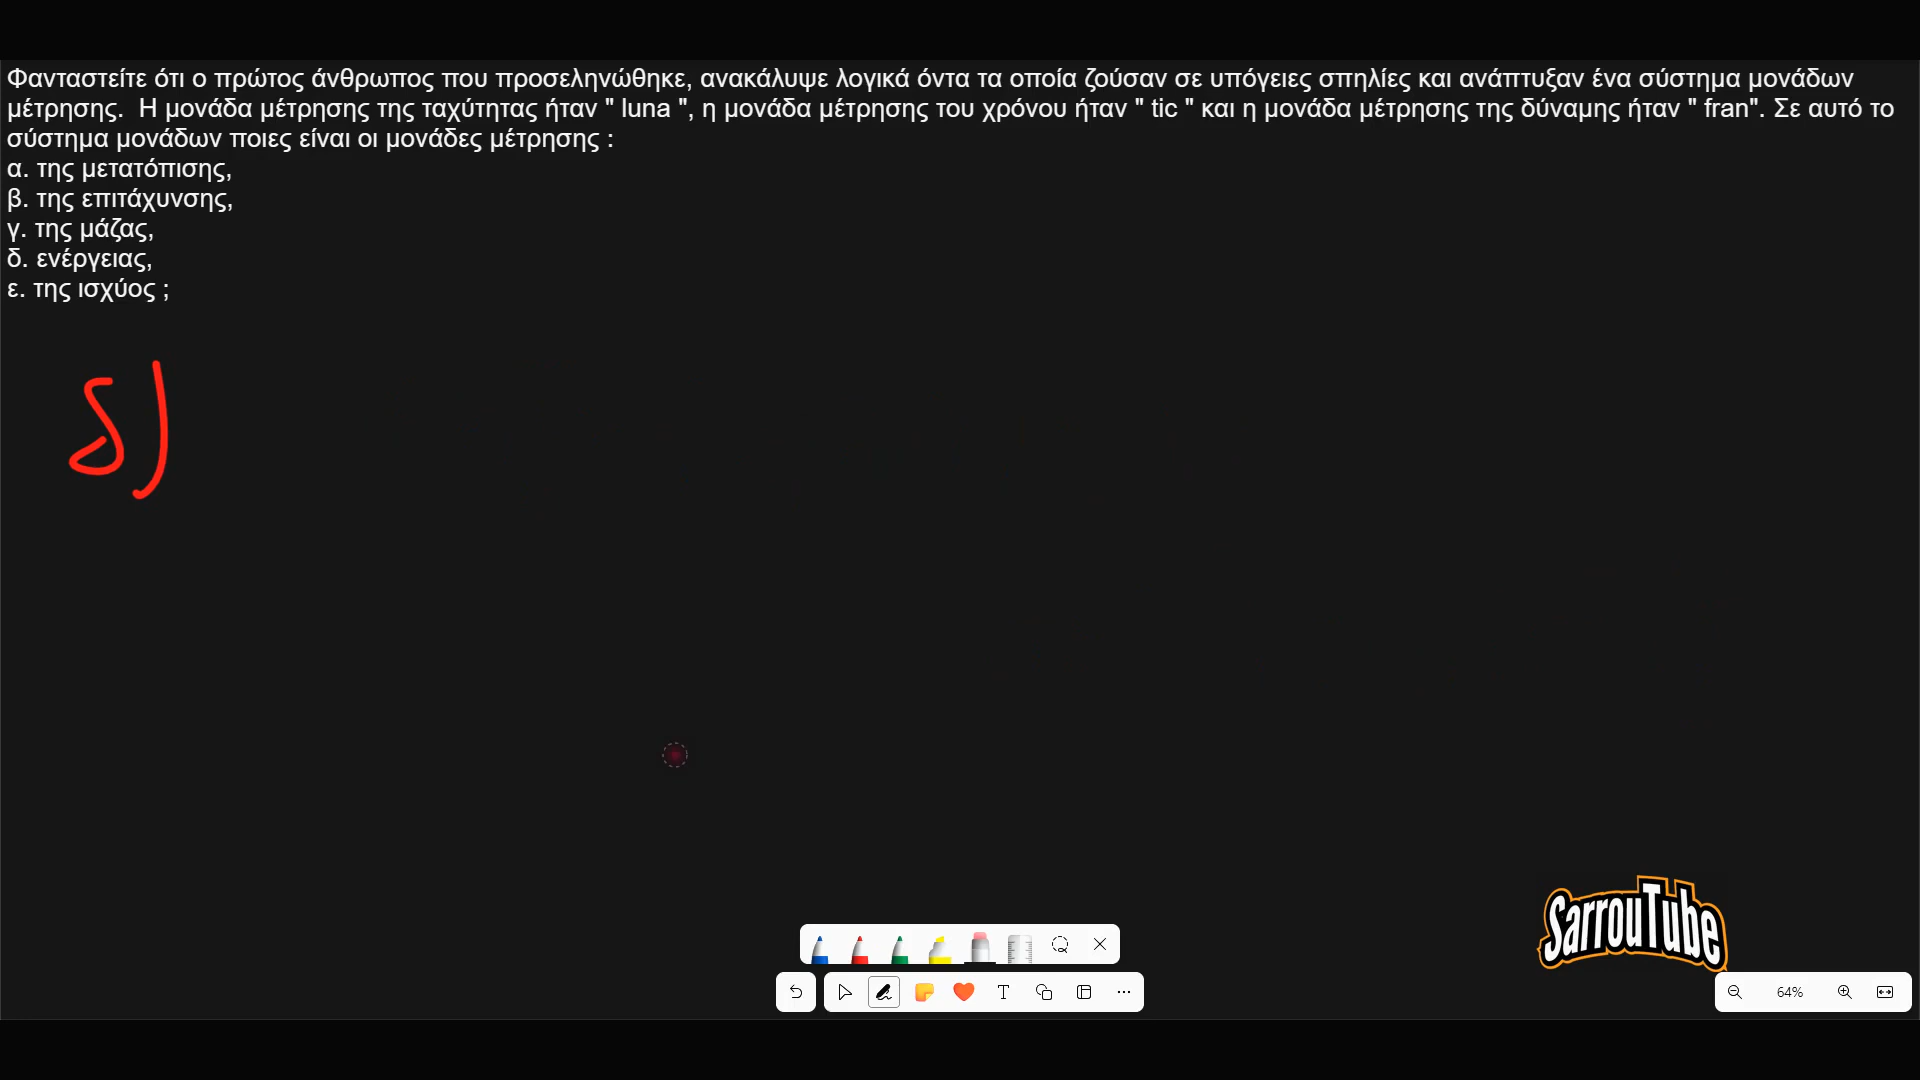 Φανταστείτε ότι ο πρώτος άνθρωπος που προσεληνώθηκε, ανακάλυψε λογικά όντα τα οποία ζούσαν σε υπόγειες σπηλίες και ανάπτυξαν ένα σύστημα μονάδων
μέτρησης.  Η μονάδα μέτρησης της ταχύτητας ήταν " luna ", η μονάδα μέτρησης του χρόνου ήταν " tic " και η μονάδα μέτρησης της δύναμης ήταν " fran". Σε αυτό το
σύστημα μονάδων ποιες είναι οι μονάδες μέτρησης :
α. της μετατόπισης,
β. της επιτάχυνσης,
γ. της μάζας,
δ. ενέργειας,
ε. της ισχύος ;
δ)
SarrouTube
64%